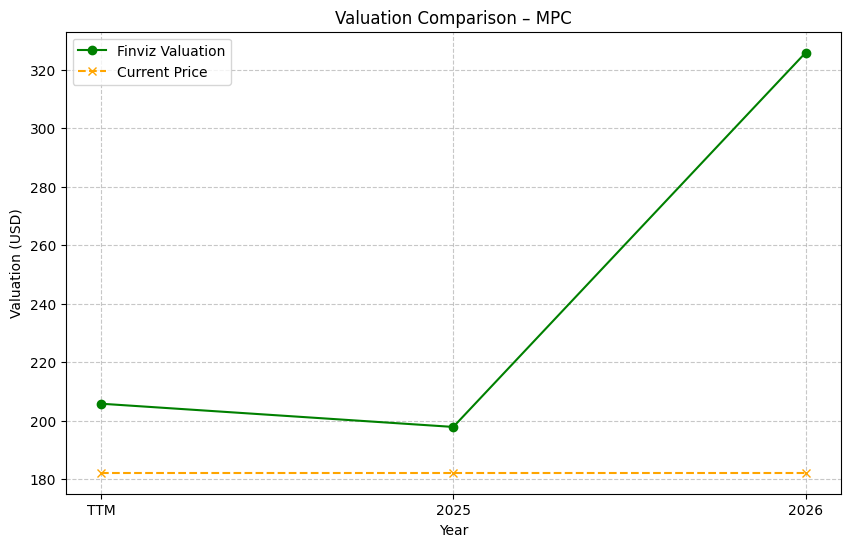 Valuation Comparison – MPC
Finviz Valuation
Current Price
Valuation (USD)
320
300
280
260
240
220
200
180
TTM
2025
2026
Year